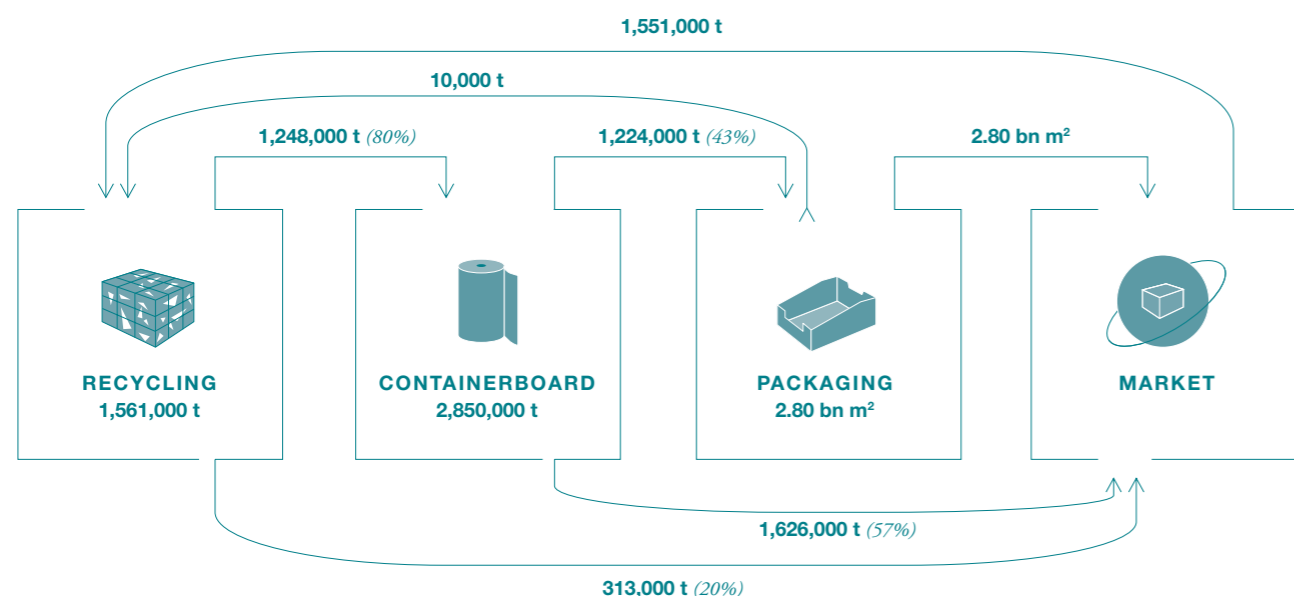 1,551,000 t
10,000 t
1,248,000 t (80%)
1,224,000 t (43%)
2.80 bn m²
RECYCLING
1,561,000 t
CONTAINERBOARD
2,850,000 t
PACKAGING
2.80 bn m²
MARKET
1,626,000 t (57%)
313,000 t (20%)